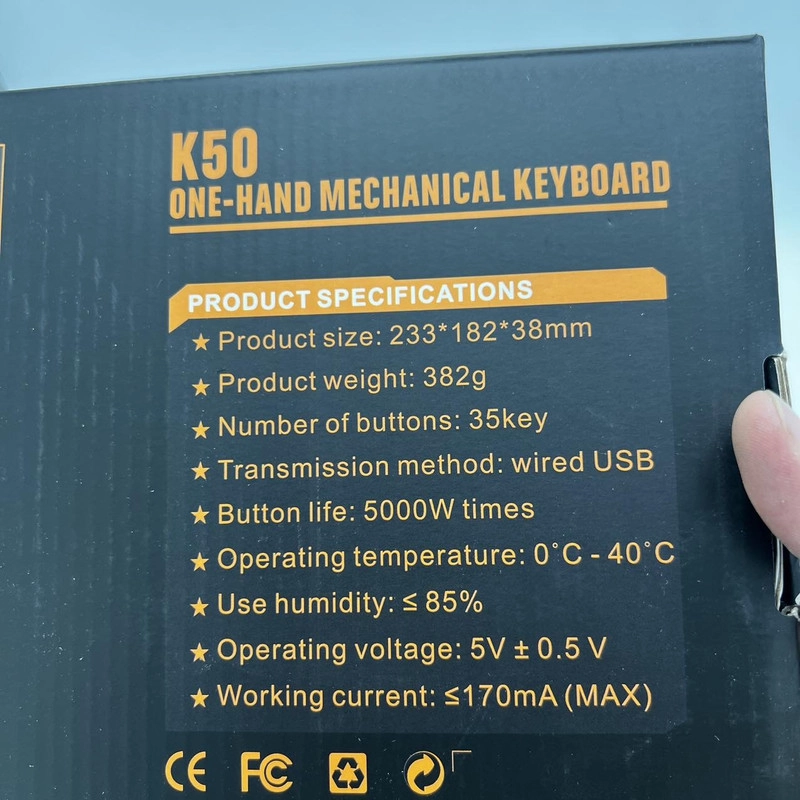 K50
ONE-HAND MECHANICAL KEYBOARD
PRODUCT SPECIFICATIONS
★ Product size: 233*182*38mm
★ Product weight: 382g
★ Number of buttons: 35key
★ Transmission method: wired USB
★ Button life: 5000W times
★ Operating temperature: 0°C - 40°C
★ Use humidity: ≤ 85%
★ Operating voltage: 5V ± 0.5 V
★ Working current: ≤170mA (MAX)
CE FC